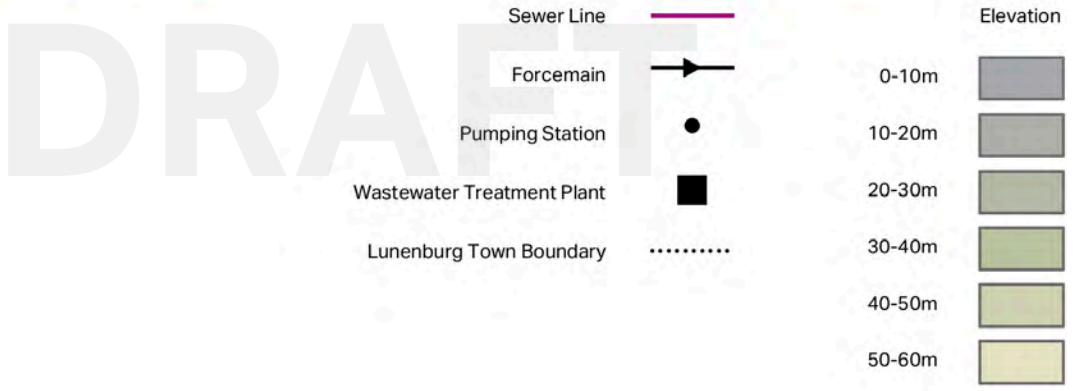 DRAFT
Sewer Line
Forcemain
Pumping Station
Wastewater Treatment Plant
Lunenburg Town Boundary
Elevation
0-10m
10-20m
20-30m
30-40m
40-50m
50-60m